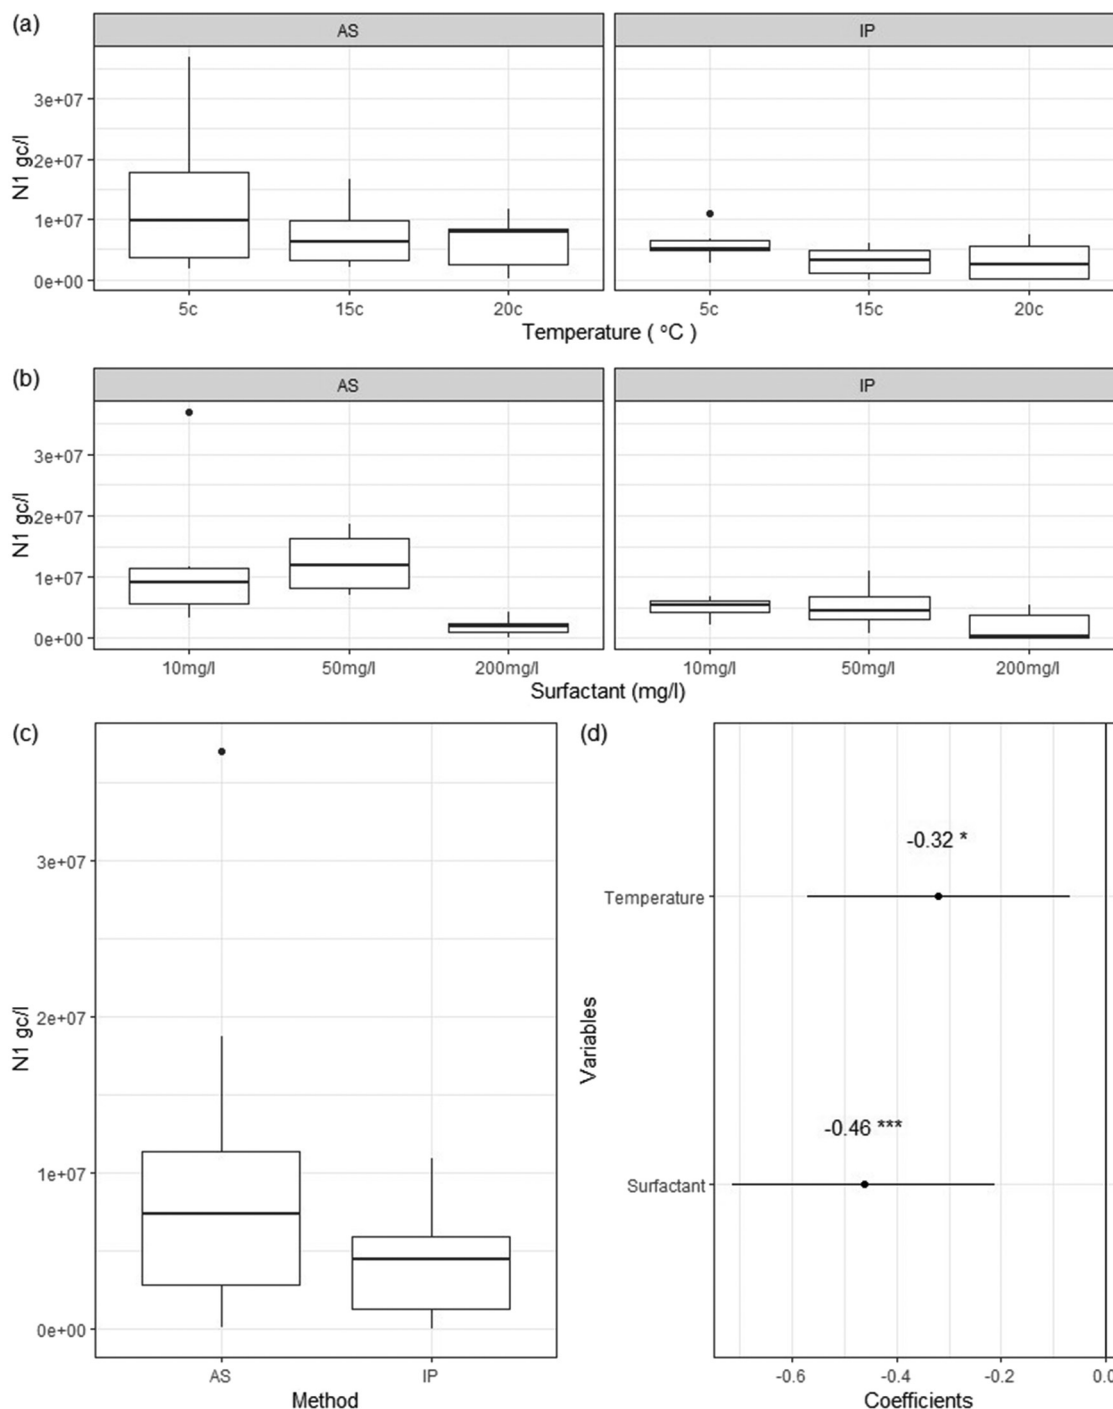 (a)
AS
IP
N1 gc/l
3e+07
2e+07
1e+07
0e+00
5c
15c
20c
5c
15c
20c
Temperature ( °C )
(b)
AS
IP
N1 gc/l
3e+07
2e+07
1e+07
0e+00
10mg/l
50mg/l
200mg/l
10mg/l
50mg/l
200mg/l
Surfactant (mg/l)
(c)
N1 gc/l
3e+07
2e+07
1e+07
0e+00
AS
IP
Method
(d)
Variables
-0.32 *
Temperature
-0.46 ***
Surfactant
-0.6
-0.4
-0.2
0.0
Coefficients